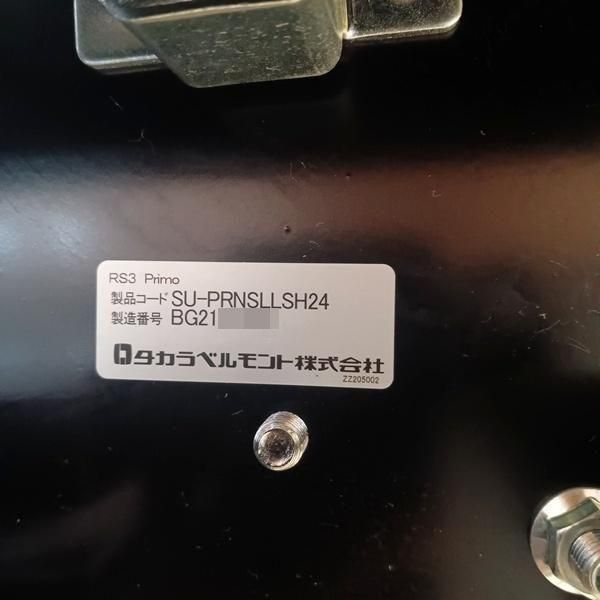 RS3 Primo
製品コード SU-PRNSLLSH24
製造番号 BG21
タカラベルモント株式会社
ZZ205002